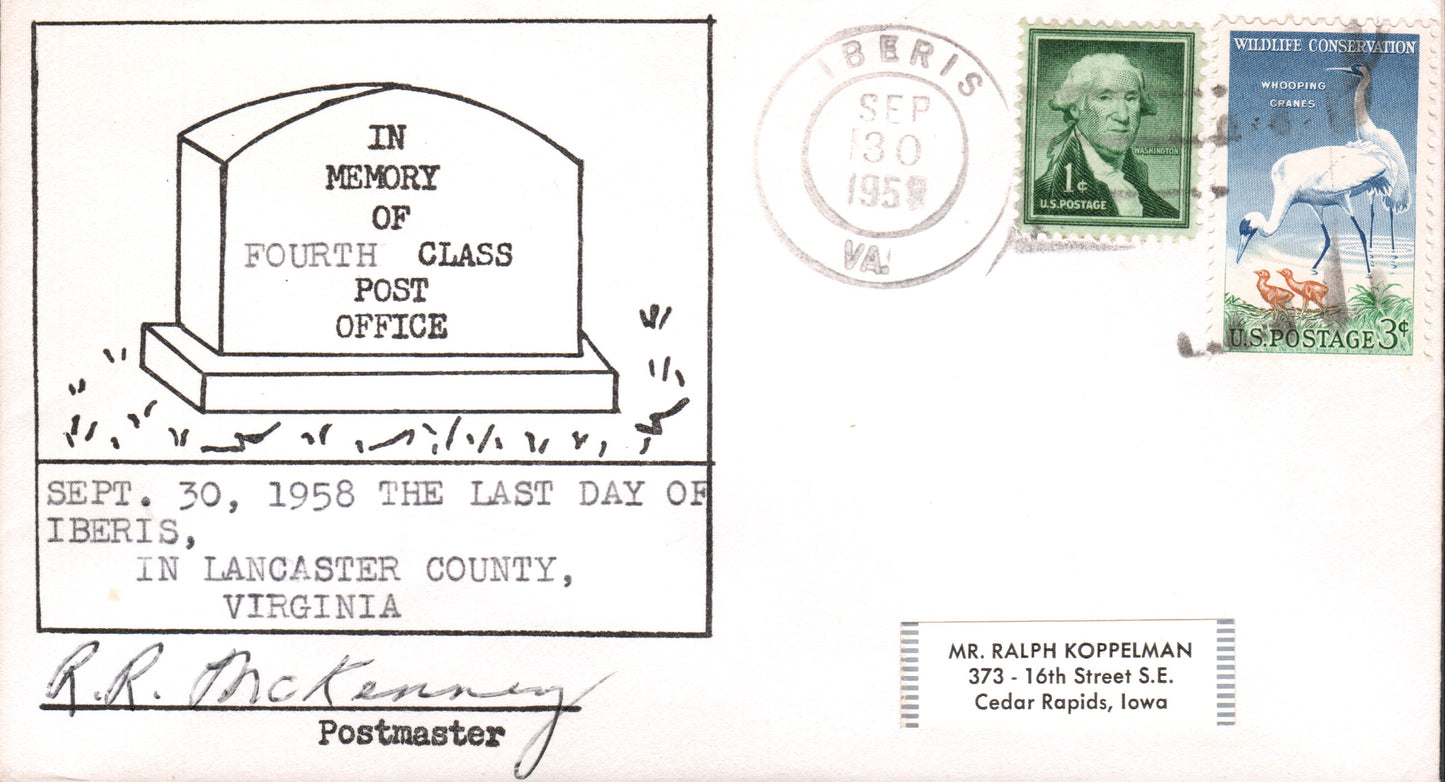 IN
MEMORY
OF
FOURTH CLASS
POST
OFFICE
SEPT. 30, 1958 THE LAST DAY OF
IBERIS,
IN LANCASTER COUNTY,
VIRGINIA
R. R. McKenney
Postmaster
IBERIS
SEP
30
1958
VA.
WASHINGTON
1¢
U.S. POSTAGE
WILDLIFE CONSERVATION
WHOOPING
CRANES
U.S. POSTAGE 3¢
MR. RALPH KOPPELMAN
373 - 16th Street S.E.
Cedar Rapids, Iowa